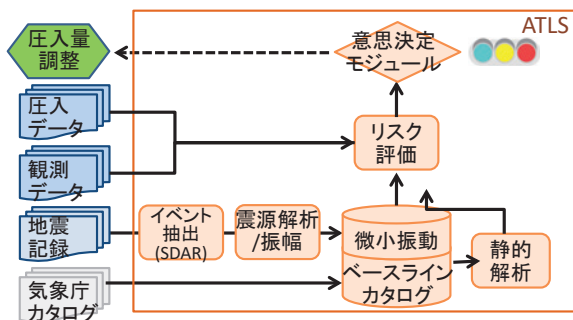 ATLS
圧入量
調整
意思決定
モジュール
圧入
データ
リスク
評価
観測
データ
地震
記録
イベント
抽出
(SDAR)
震源解析
/振幅
微小振動
ベースライン
カタログ
静的
解析
気象庁
カタログ